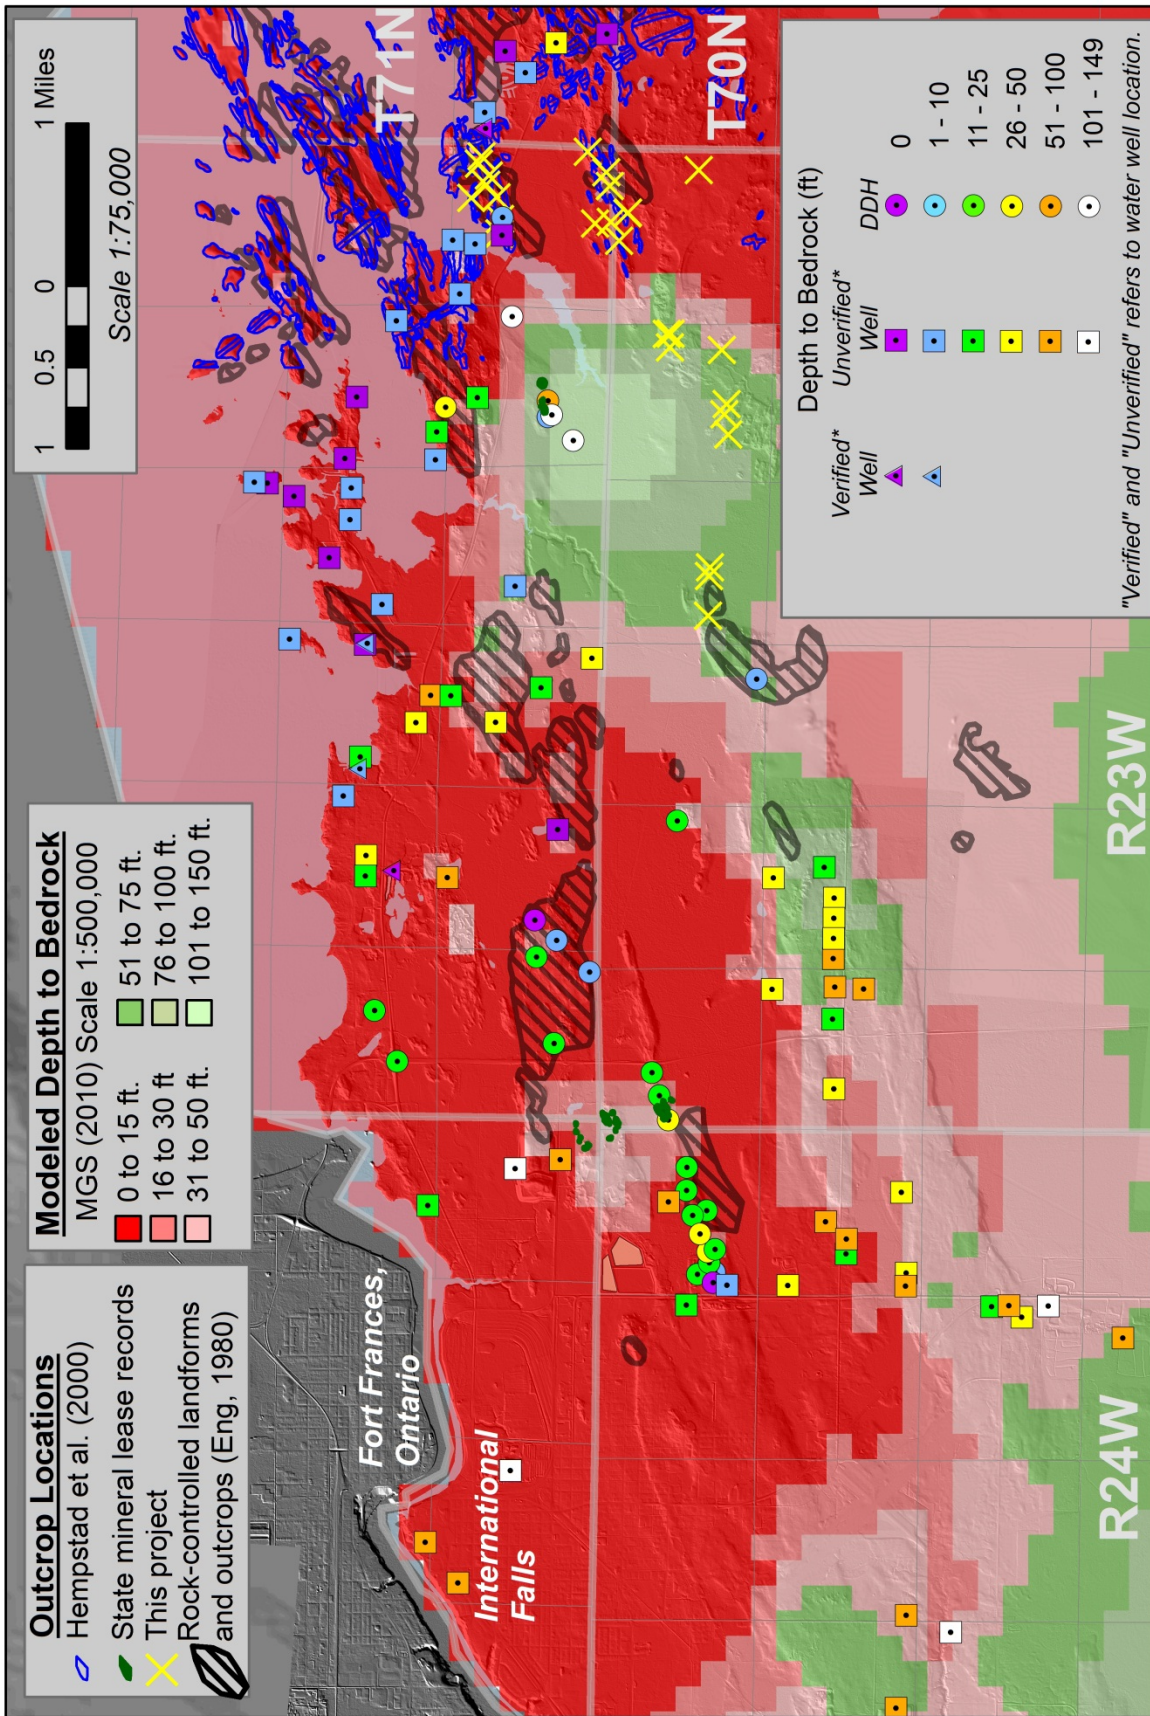 Outcrop Locations
Hempstad et al. (2000)
State mineral lease records
This project
Rock-controlled landforms
and outcrops (Eng, 1980)
Modeled Depth to Bedrock
MGS (2010) Scale 1:500,000
0 to 15 ft.
16 to 30 ft
31 to 50 ft.
51 to 75 ft.
76 to 100 ft.
101 to 150 ft.
1 0.5 0 1 Miles
Scale 1:75,000
T71N
T70N
Fort Frances,
Ontario
International
Falls
R24W
R23W
Depth to Bedrock (ft)
Verified*
Well
Unverified*
Well
DDH
0
1 - 10
11 - 25
26 - 50
51 - 100
101 - 149
"Verified" and "Unverified" refers to water well location.